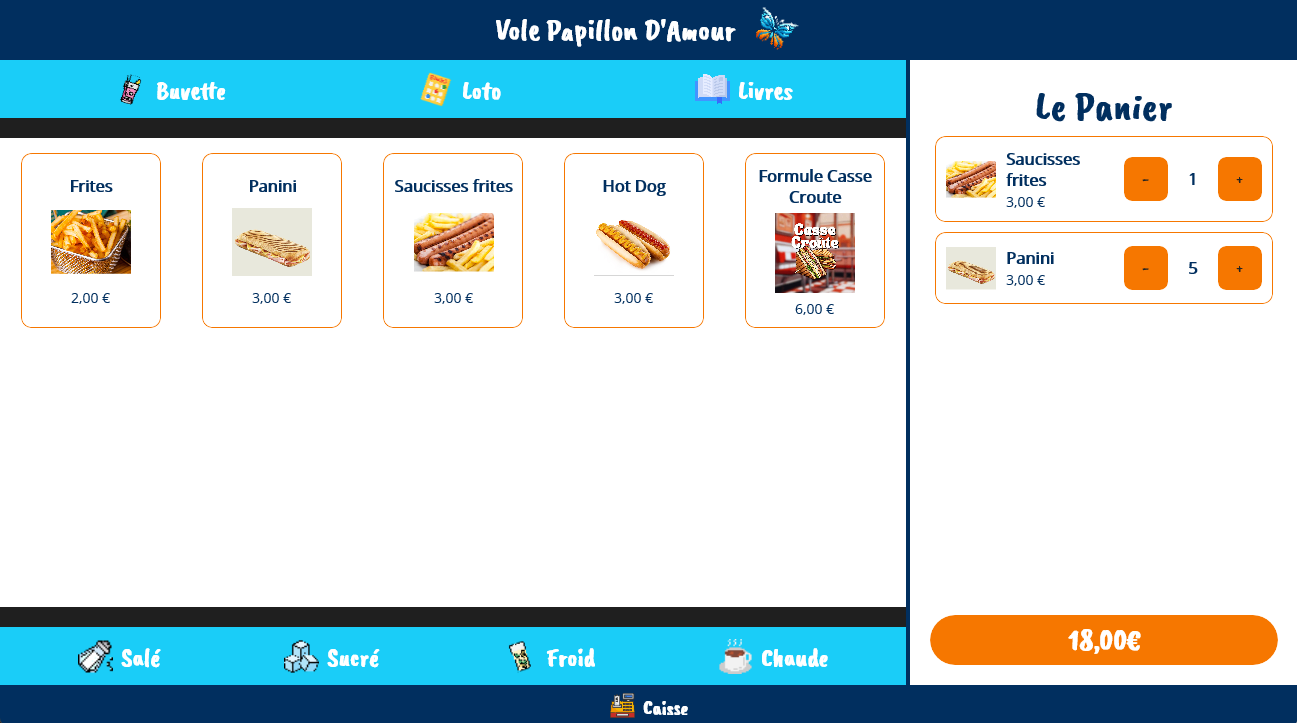 Vole Papillon D'Amour
Buvette
Loto
Livres
Frites
2,00 €
Panini
3,00 €
Saucisses frites
3,00 €
Hot Dog
3,00 €
Formule Casse
Croute
Casse
Croûte
6,00 €
Le Panier
Saucisses
frites
3,00 €
- 1 +
Panini
3,00 €
- 5 +
18,00€
Salé
Sucré
Froid
Chaude
Caisse